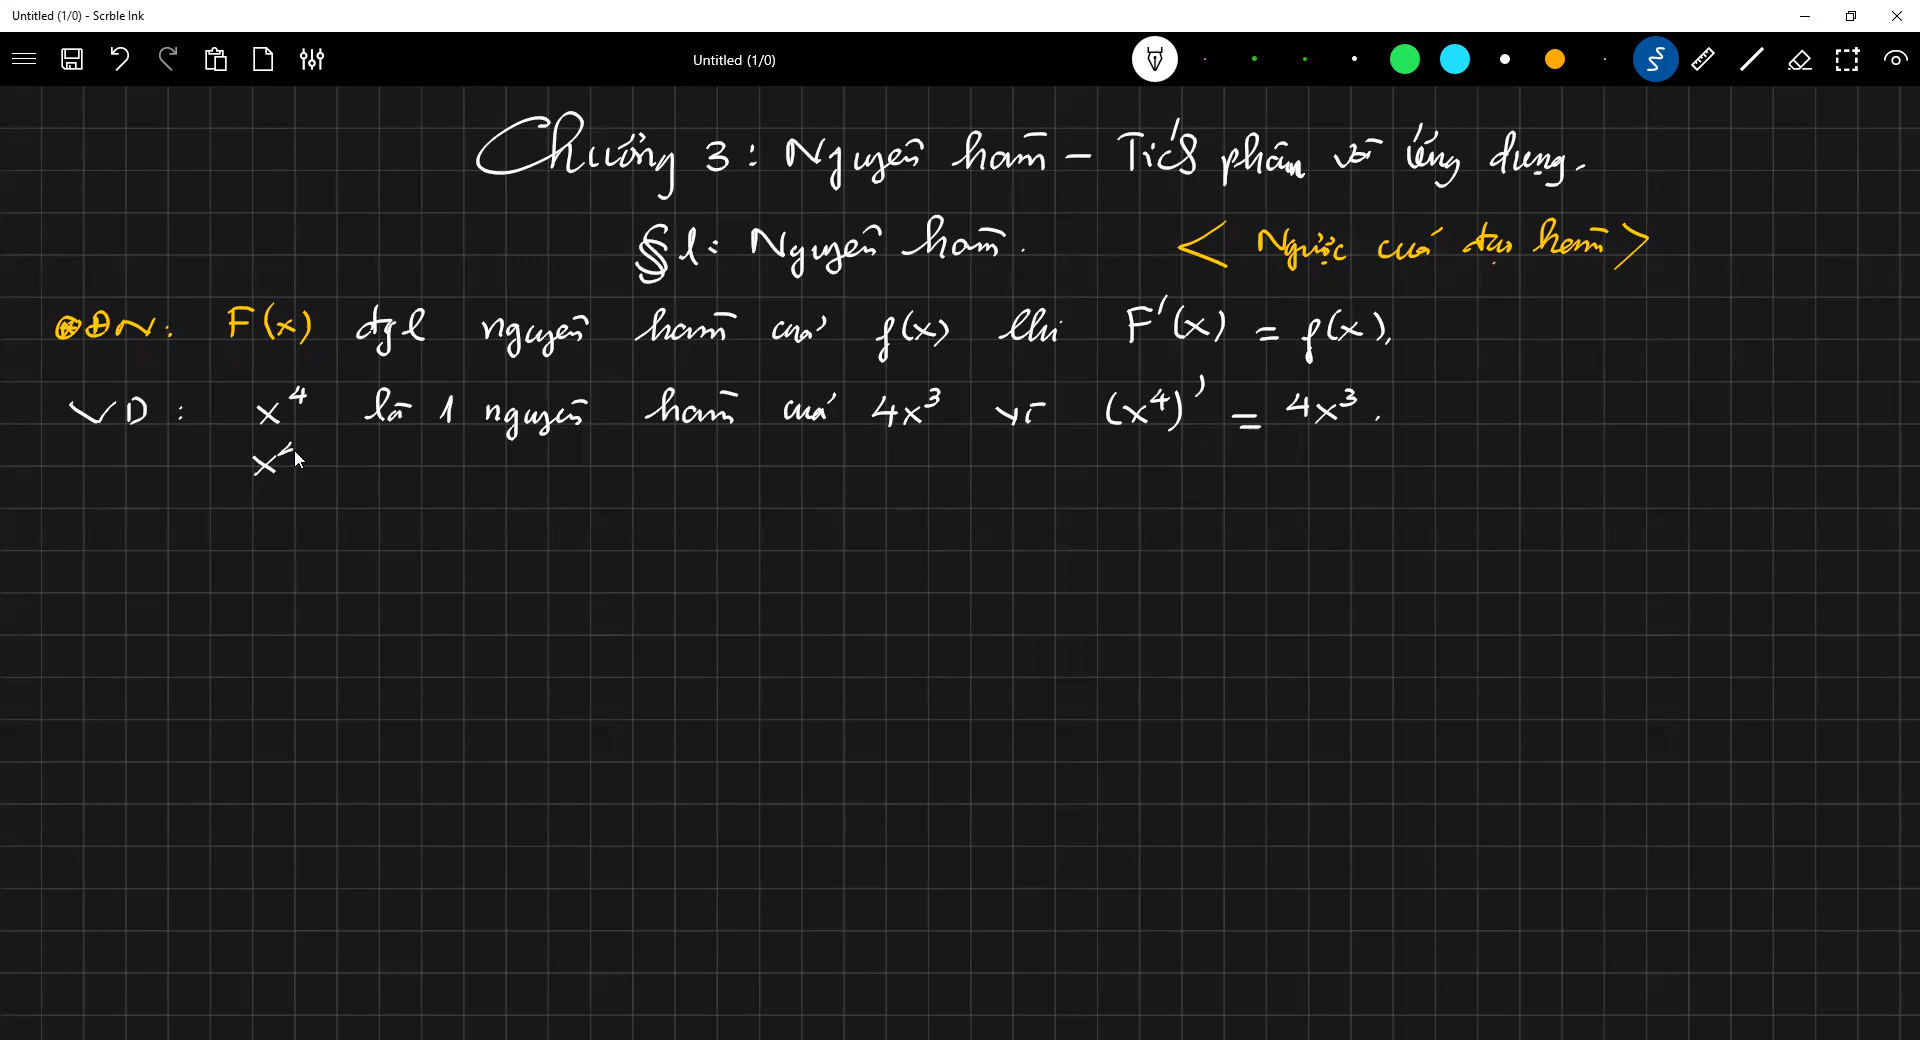 Untitled (1/0) - Scrble Ink
Untitled (1/0)
Chương 3: Nguyên hàm – Tích phân và ứng dụng.
§1: Nguyên hàm. < Ngược của đạo hàm >
⊛ ĐN: F(x) đgl nguyên hàm của f(x) khi F'(x) = f(x).
VD: x⁴ là 1 nguyên hàm của 4x³ vì (x⁴)' = 4x³.
x